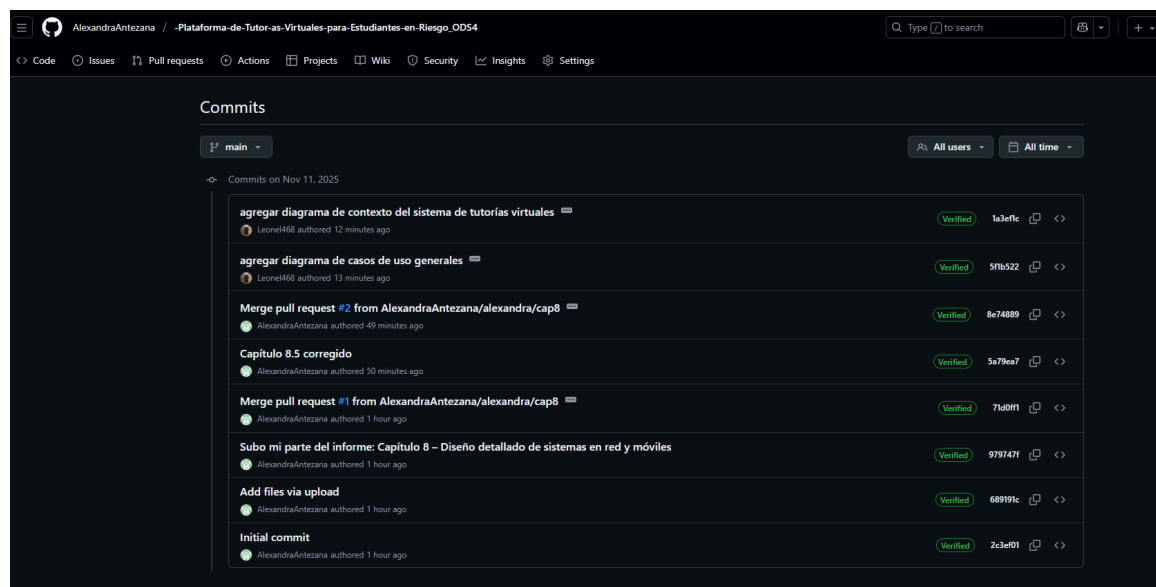 AlexandraAntezana / -Plataforma-de-Tutor-as-Virtuales-para-Estudiantes-en-Riesgo_ODS4
Type / to search
Code Issues Pull requests Actions Projects Wiki Security Insights Settings
Commits
main
All users All time
Commits on Nov 11, 2025
agregar diagrama de contexto del sistema de tutorías virtuales
Leonel468 authored 12 minutes ago
Verified 1a3ef1c
agregar diagrama de casos de uso generales
Leonel468 authored 13 minutes ago
Verified 5f1b522
Merge pull request #2 from AlexandraAntezana/alexandra/cap8
AlexandraAntezana authored 49 minutes ago
Verified 8e74889
Capítulo 8.5 corregido
AlexandraAntezana authored 50 minutes ago
Verified 5a79ea7
Merge pull request #1 from AlexandraAntezana/alexandra/cap8
AlexandraAntezana authored 1 hour ago
Verified 71d0ff1
Subo mi parte del informe: Capítulo 8 – Diseño detallado de sistemas en red y móviles
AlexandraAntezana authored 1 hour ago
Verified 979747f
Add files via upload
AlexandraAntezana authored 1 hour ago
Verified 689191c
Initial commit
AlexandraAntezana authored 1 hour ago
Verified 2c3ef01